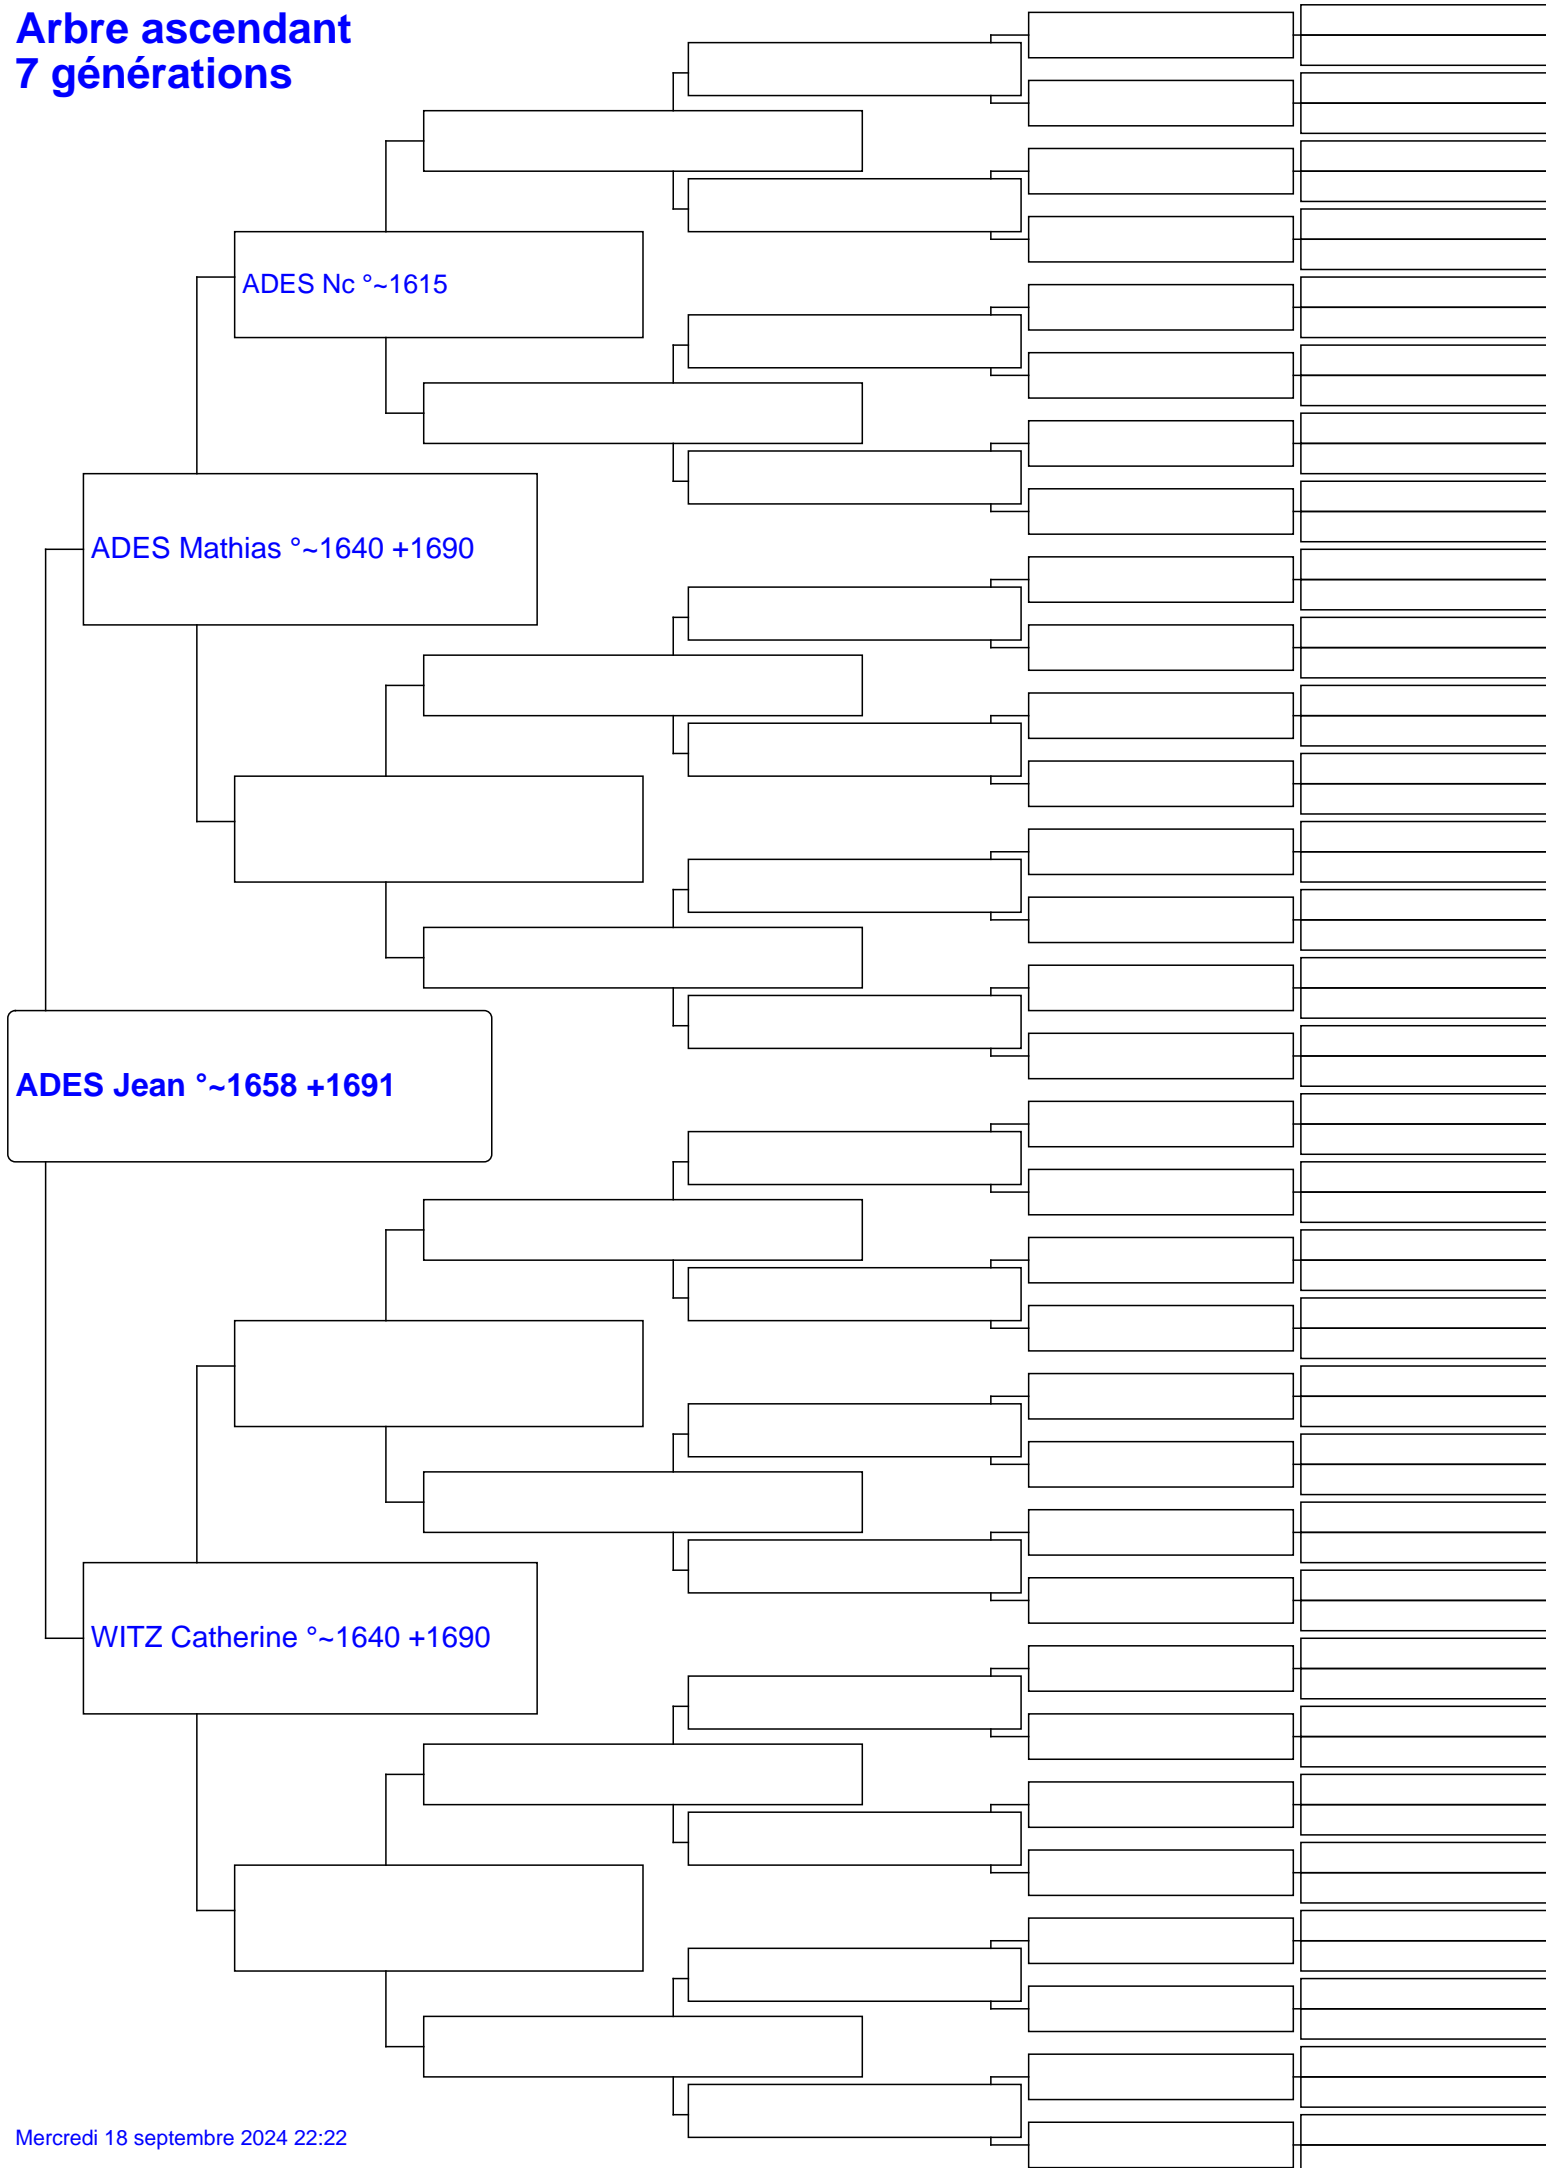 Arbre ascendant
7 générations
ADES Nc °~1615
ADES Mathias °~1640 +1690
ADES Jean °~1658 +1691
WITZ Catherine °~1640 +1690
Mercredi 18 septembre 2024 22:22